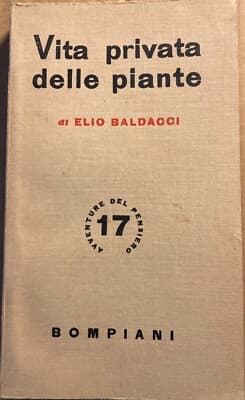 Vita privata
delle piante
di ELIO BALDACCI
AVVENTURE DEL PENSIERO
17
BOMPIANI